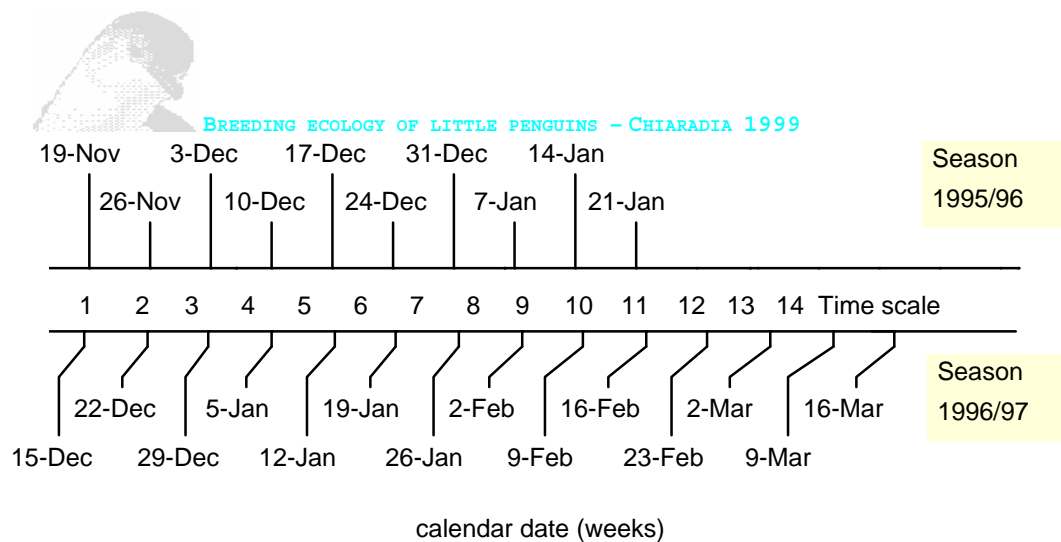 BREEDING ECOLOGY OF LITTLE PENGUINS – CHIARADIA 1999
19-Nov 3-Dec 17-Dec 31-Dec 14-Jan
Season
1995/96
26-Nov 10-Dec 24-Dec 7-Jan 21-Jan
1 2 3 4 5 6 7 8 9 10 11 12 13 14 Time scale
Season
1996/97
22-Dec 5-Jan 19-Jan 2-Feb 16-Feb 2-Mar 16-Mar
15-Dec 29-Dec 12-Jan 26-Jan 9-Feb 23-Feb 9-Mar
calendar date (weeks)